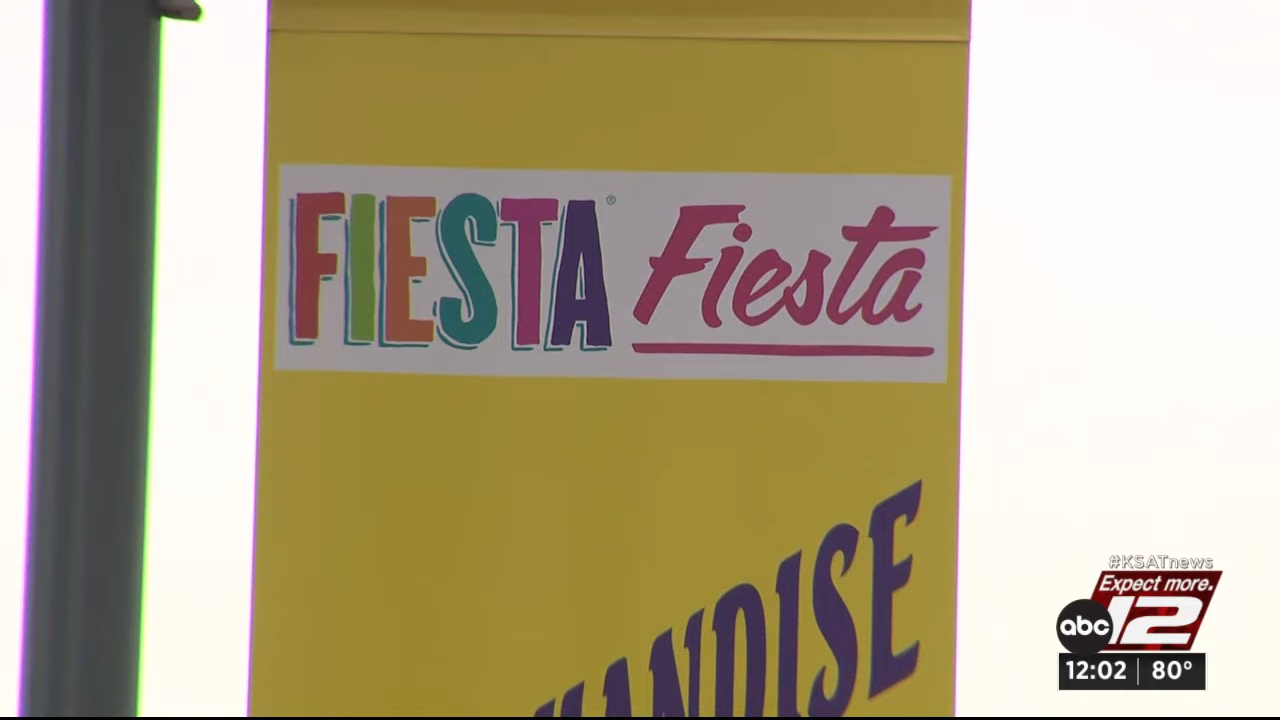 FIESTA® Fiesta
#KSATnews
Expect more.
abc 12
12:02 80°